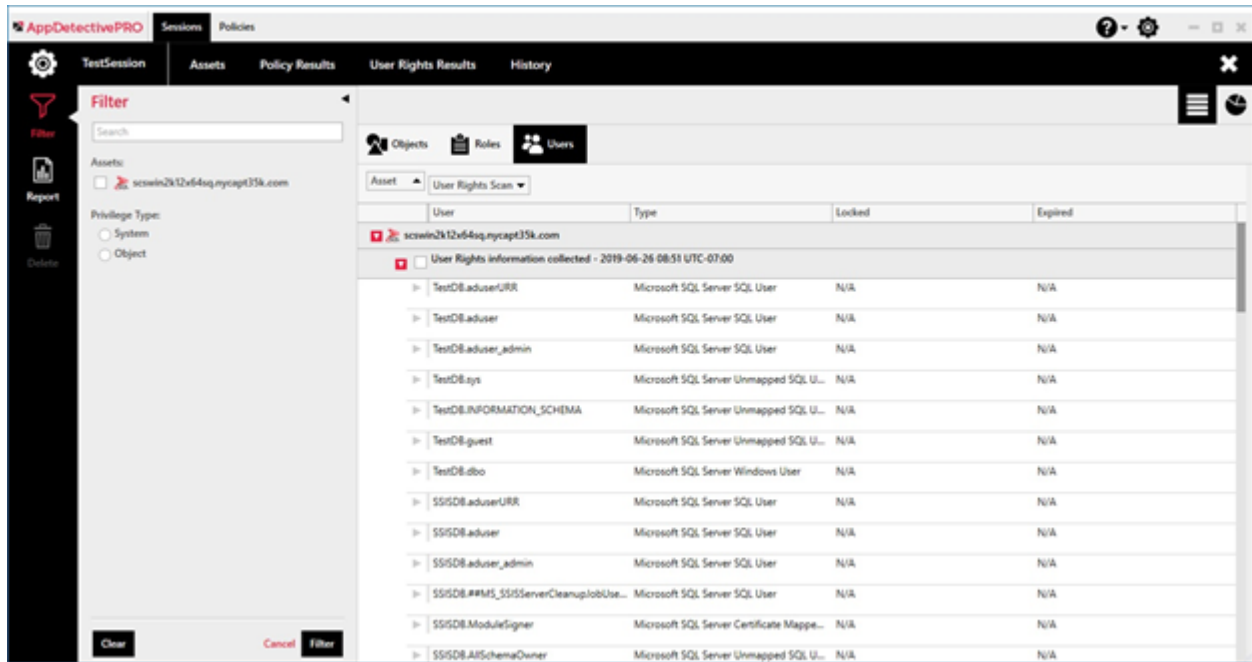 AppDetectivePRO Sessions Policies
TestSession Assets Policy Results User Rights Results History
Filter
Filter
Search
Assets:
scswin2k12x64sq.nycapt35k.com
Report
Privilege Type:
System
Object
Delete
Clear Cancel Filter
Objects Roles Users
Asset User Rights Scan
User Type Locked Expired
scswin2k12x64sq.nycapt35k.com
User Rights information collected - 2019-06-26 08:51 UTC-07:00
TestDB.aduserURR Microsoft SQL Server SQL User N/A N/A
TestDB.aduser Microsoft SQL Server SQL User N/A N/A
TestDB.aduser_admin Microsoft SQL Server SQL User N/A N/A
TestDB.sys Microsoft SQL Server Unmapped SQL U... N/A N/A
TestDB.INFORMATION_SCHEMA Microsoft SQL Server Unmapped SQL U... N/A N/A
TestDB.guest Microsoft SQL Server Unmapped SQL U... N/A N/A
TestDB.dbo Microsoft SQL Server Windows User N/A N/A
SSISDB.aduserURR Microsoft SQL Server SQL User N/A N/A
SSISDB.aduser Microsoft SQL Server SQL User N/A N/A
SSISDB.aduser_admin Microsoft SQL Server SQL User N/A N/A
SSISDB.##MS_SSISServerCleanupJobUse... Microsoft SQL Server SQL User N/A N/A
SSISDB.ModuleSigner Microsoft SQL Server Certificate Mappe... N/A N/A
SSISDB.AllSchemaOwner Microsoft SQL Server Unmapped SQL U... N/A N/A